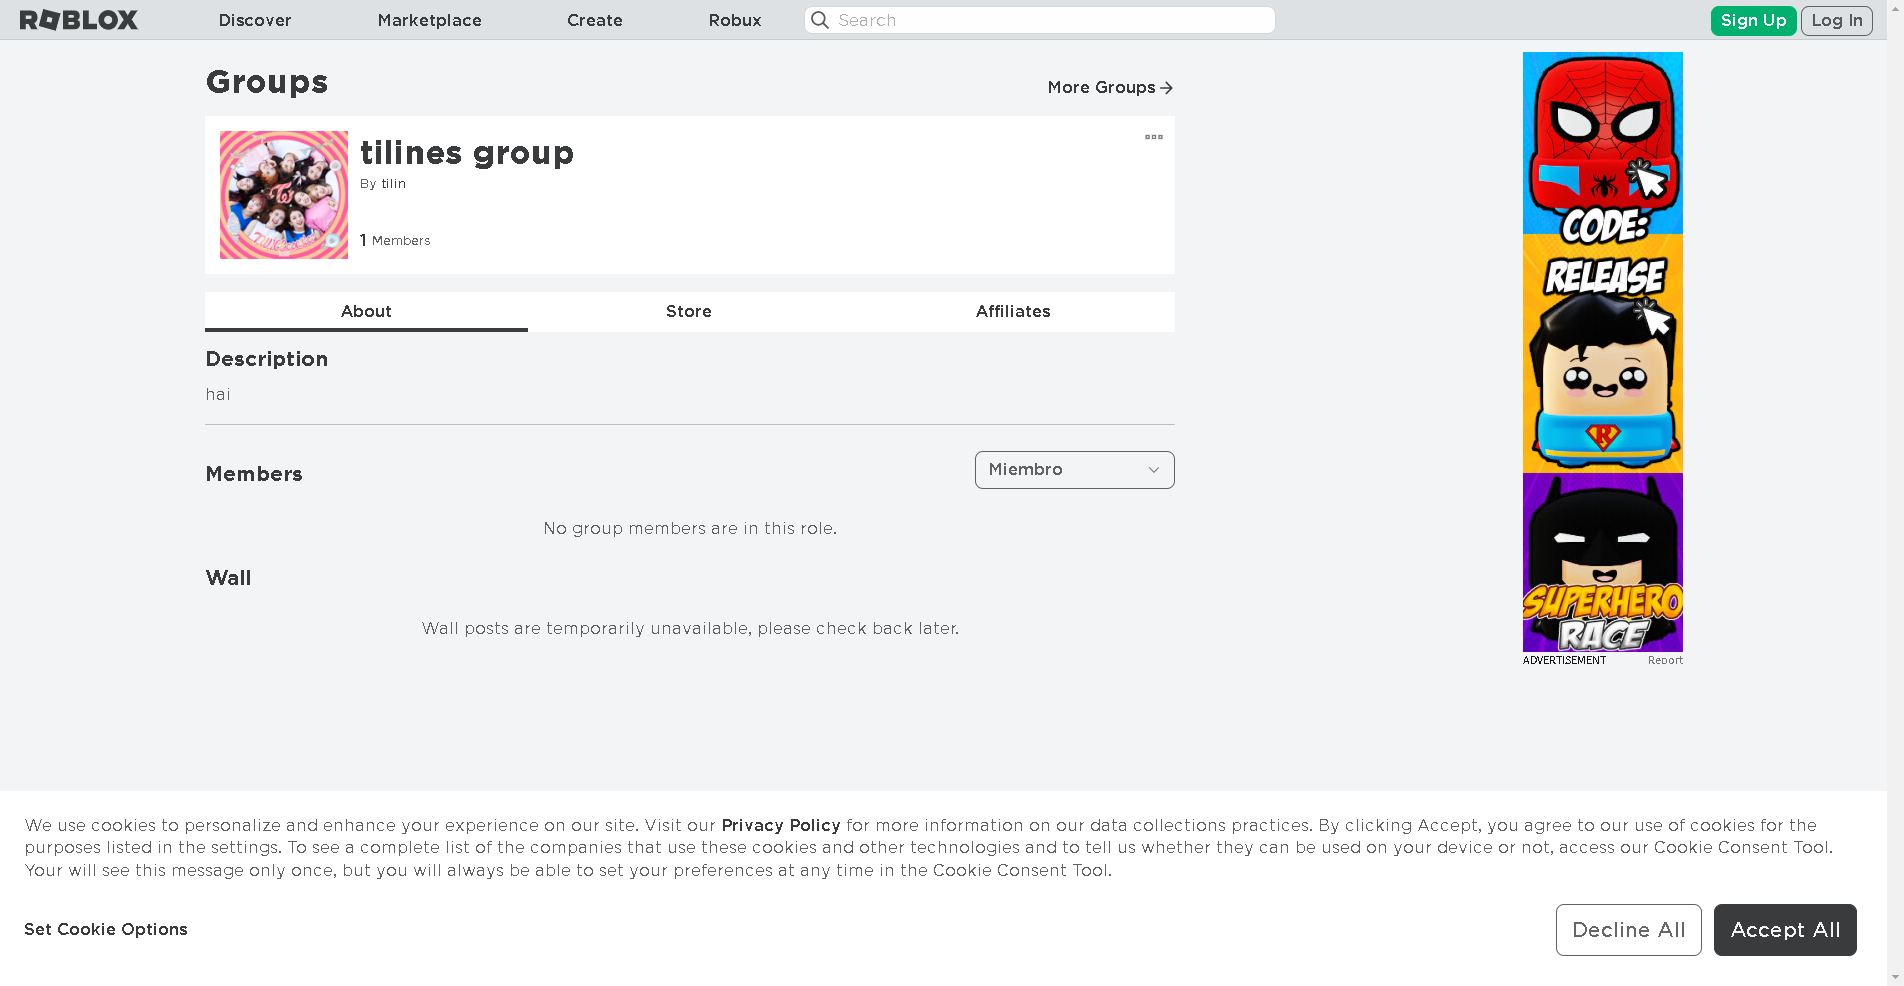 ROBLOX
Discover
Marketplace
Create
Robux
Search
Sign Up
Log In
Groups
More Groups
tilines group
By tilin
1 Members
About
Store
Affiliates
Description
hai
Members
Miembro
No group members are in this role.
Wall
Wall posts are temporarily unavailable, please check back later.
CODE:
RELEASE
R
SUPERHERO
RACE
ADVERTISEMENT
Report
We use cookies to personalize and enhance your experience on our site. Visit our Privacy Policy for more information on our data collections practices. By clicking Accept, you agree to our use of cookies for the
purposes listed in the settings. To see a complete list of the companies that use these cookies and other technologies and to tell us whether they can be used on your device or not, access our Cookie Consent Tool.
Your will see this message only once, but you will always be able to set your preferences at any time in the Cookie Consent Tool.
Set Cookie Options
Decline All
Accept All